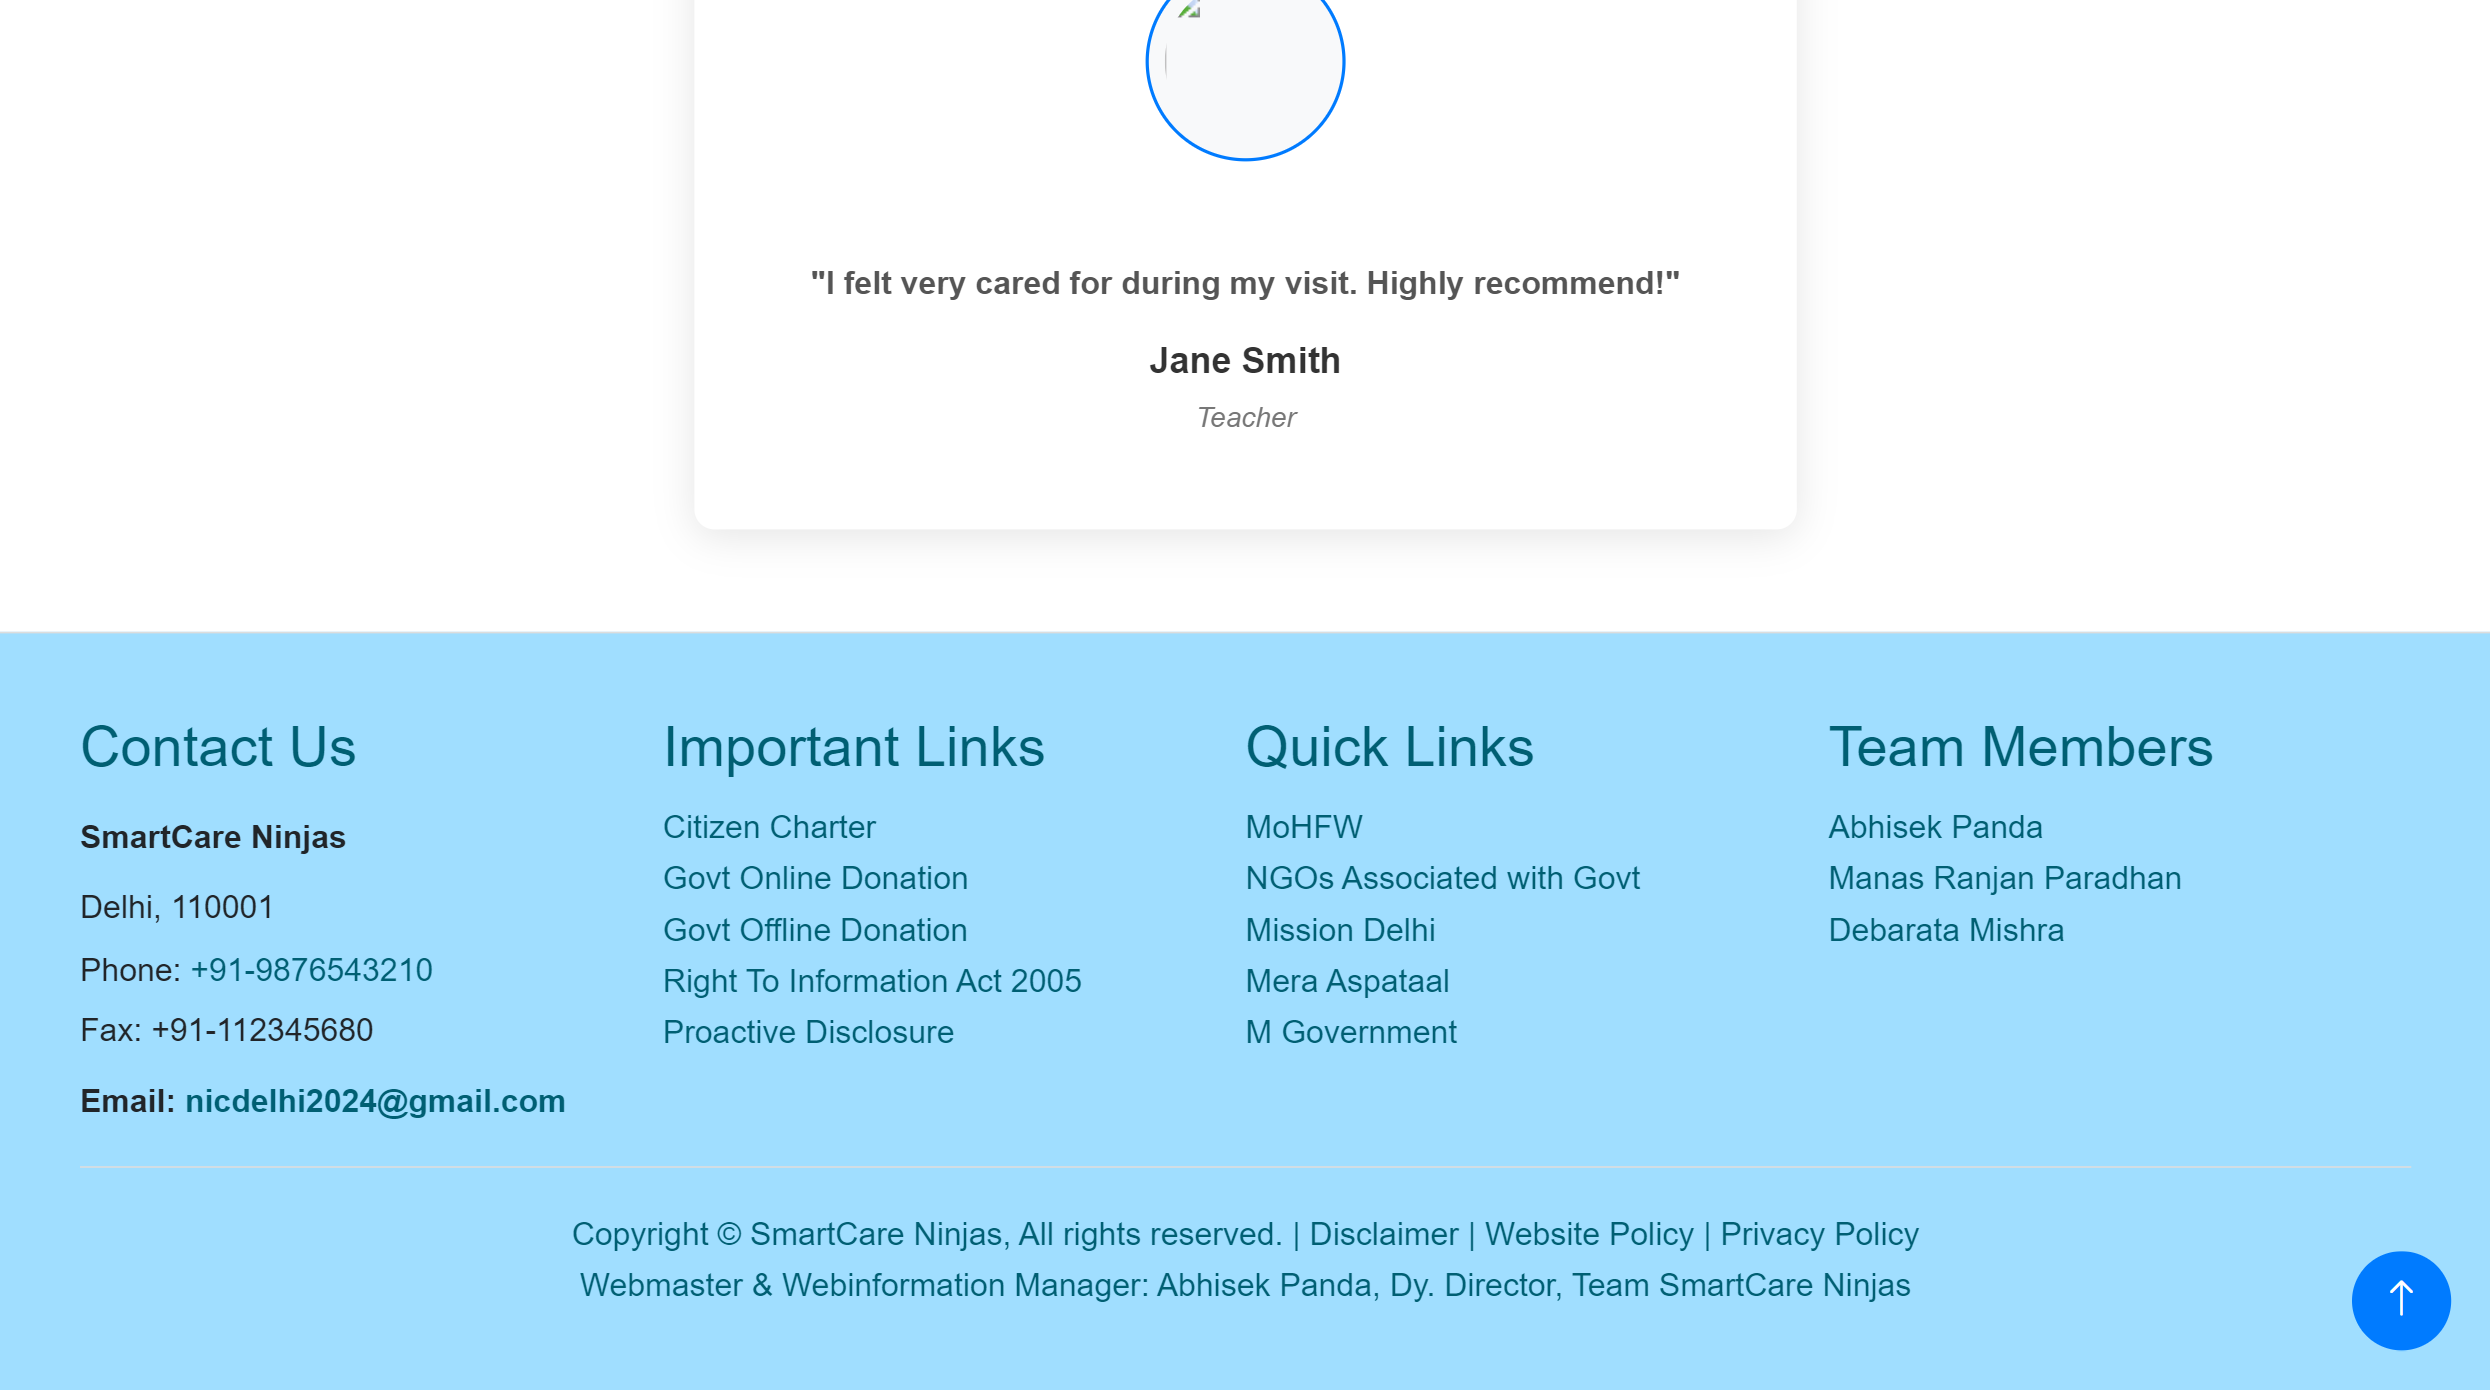 "I felt very cared for during my visit. Highly recommend!"
Jane Smith
Teacher
Contact Us
SmartCare Ninjas
Delhi, 110001
Phone: +91-9876543210
Fax: +91-112345680
Email: nicdelhi2024@gmail.com
Important Links
Citizen Charter
Govt Online Donation
Govt Offline Donation
Right To Information Act 2005
Proactive Disclosure
Quick Links
MoHFW
NGOs Associated with Govt
Mission Delhi
Mera Aspataal
M Government
Team Members
Abhisek Panda
Manas Ranjan Paradhan
Debarata Mishra
Copyright © SmartCare Ninjas, All rights reserved. | Disclaimer | Website Policy | Privacy Policy
Webmaster & Webinformation Manager: Abhisek Panda, Dy. Director, Team SmartCare Ninjas